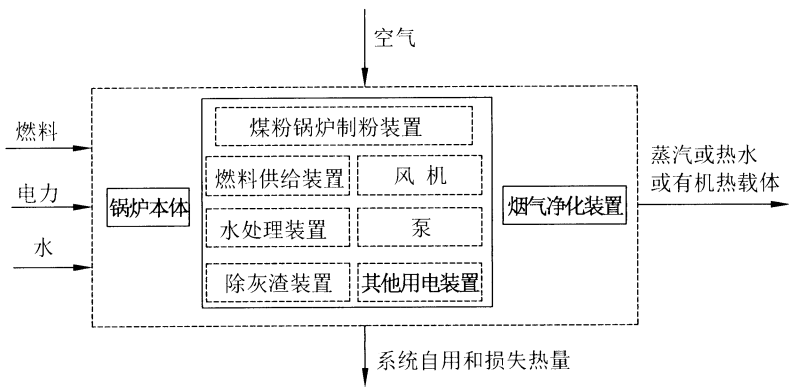 空气
燃料
电力
水
锅炉本体
煤粉锅炉制粉装置
燃料供给装置
风机
水处理装置
泵
除灰渣装置
其他用电装置
烟气净化装置
蒸汽或热水
或有机热载体
系统自用和损失热量